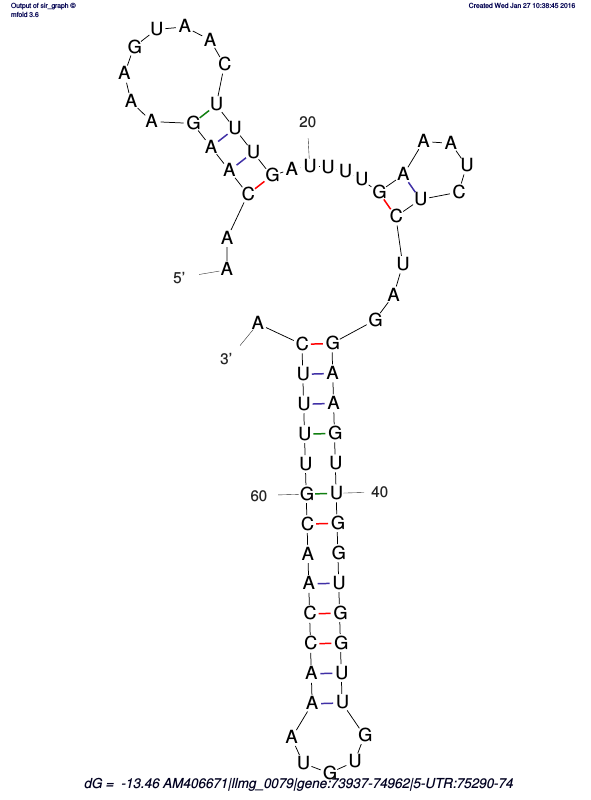 Output of sir_graph ©
mfold 3.6
Created Wed Jan 27 10:38:45 2016
5'
A A C A A G A A A G U A A C U U U G A U
20
U U U G A A A U C U C U A G G A A G U U
40
G G U G G U U G U G U A A A C C A A C G
60
U U U U C A
3'
dG = -13.46 AM406671|llmg_0079|gene:73937-74962|5-UTR:75290-74